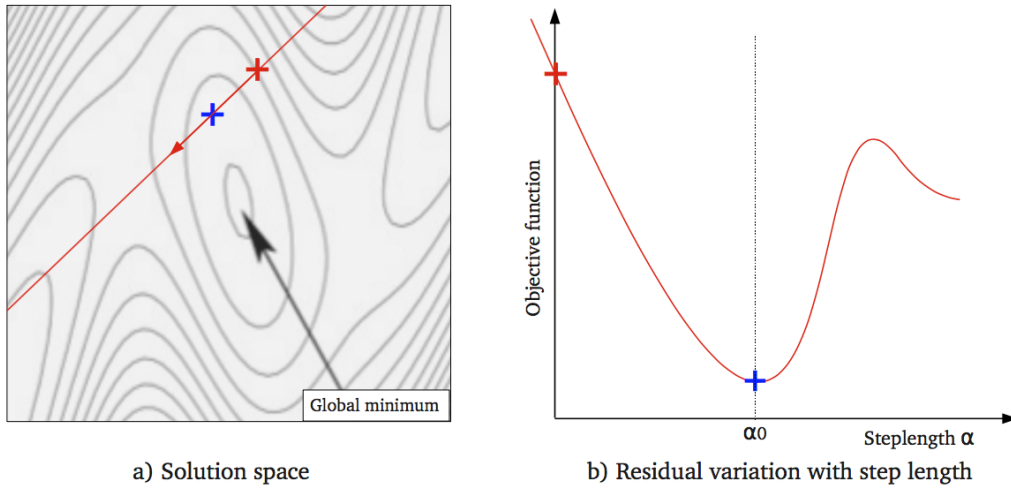 Global minimum
a) Solution space
Objective function
α0
Steplength α
b) Residual variation with step length